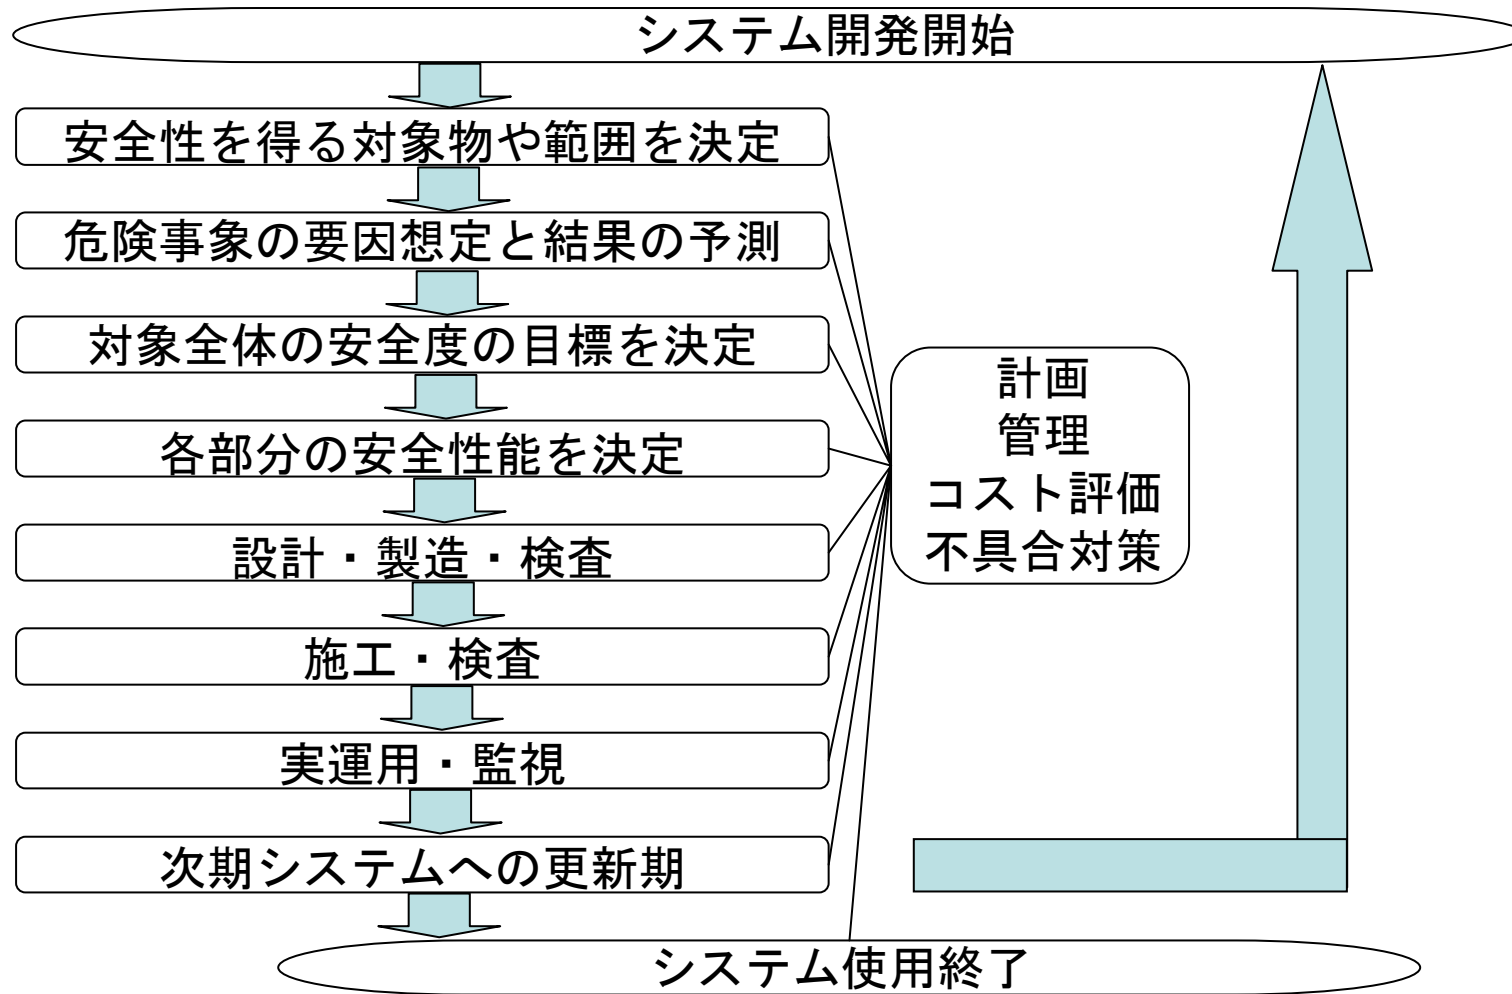 システム開発開始
安全性を得る対象物や範囲を決定
危険事象の要因想定と結果の予測
対象全体の安全度の目標を決定
各部分の安全性能を決定
設計・製造・検査
施工・検査
実運用・監視
次期システムへの更新期
システム使用終了
計画
管理
コスト評価
不具合対策